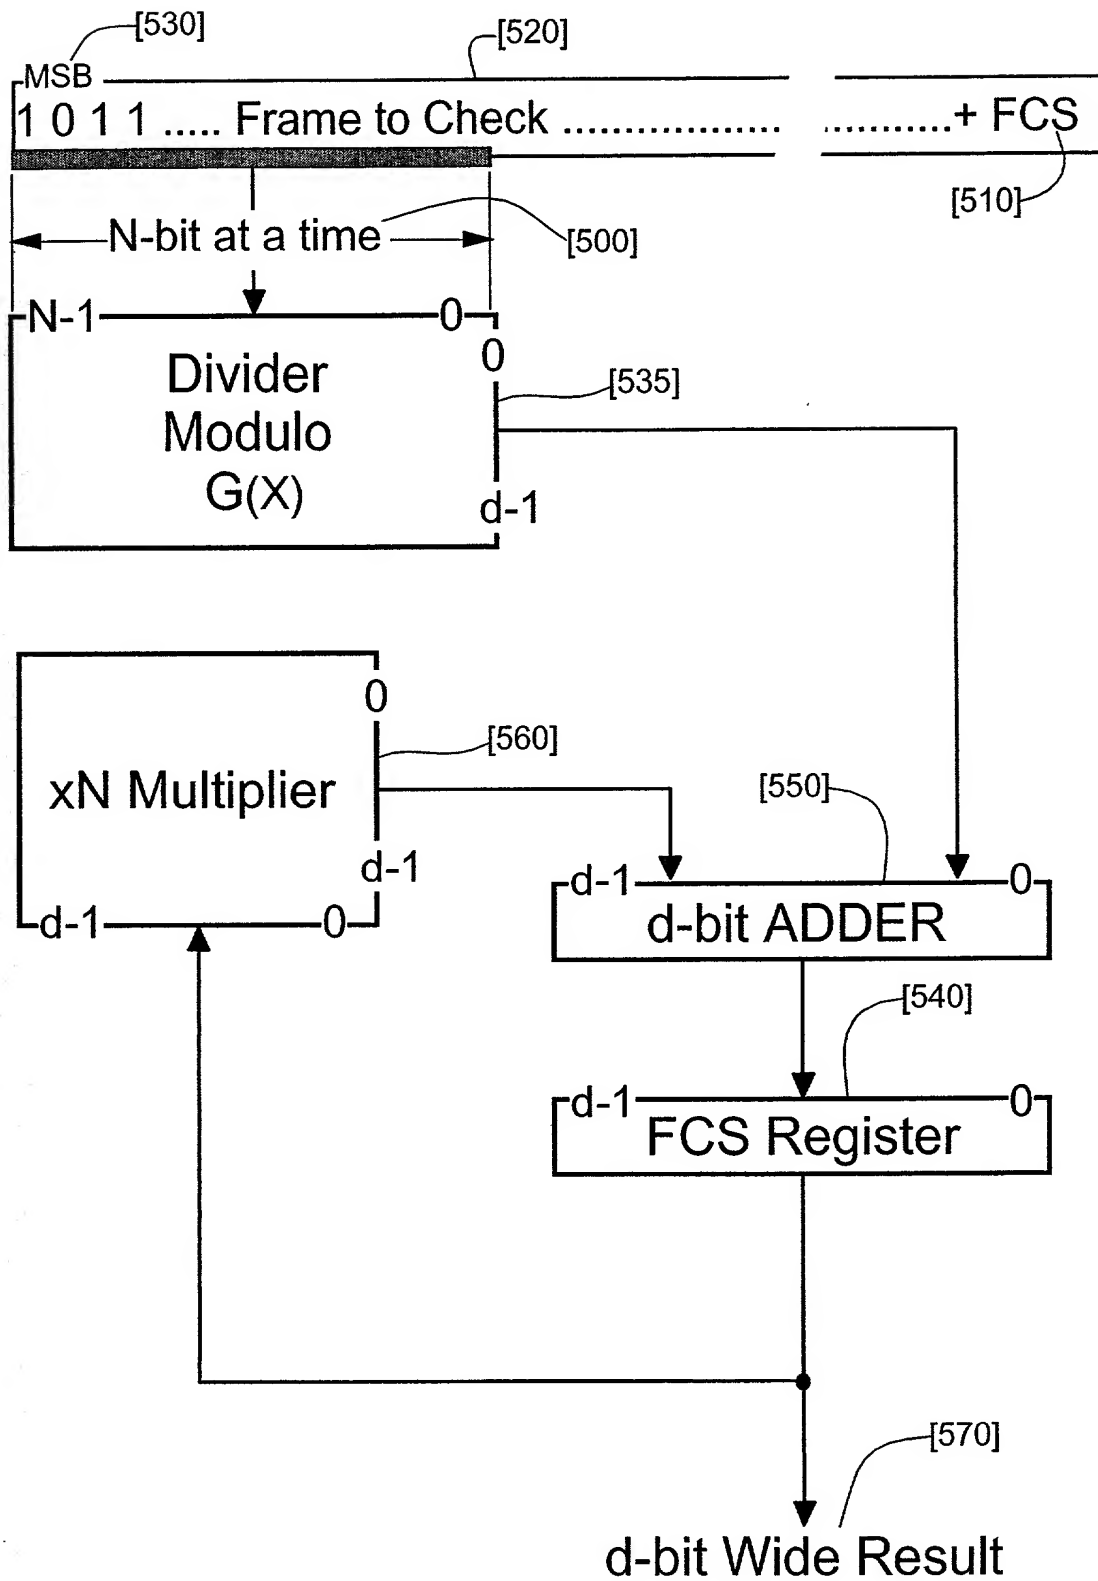 [530]
[520]
MSB
1 0 1 1 ..... Frame to Check ................... ............+ FCS
[510]
N-bit at a time
[500]
N-1 0
0
Divider
Modulo
G(X)
[535]
d-1
0
xN Multiplier
[560]
[550]
d-1
d-1 0
d-1 0
d-bit ADDER
[540]
d-1 0
FCS Register
[570]
d-bit Wide Result